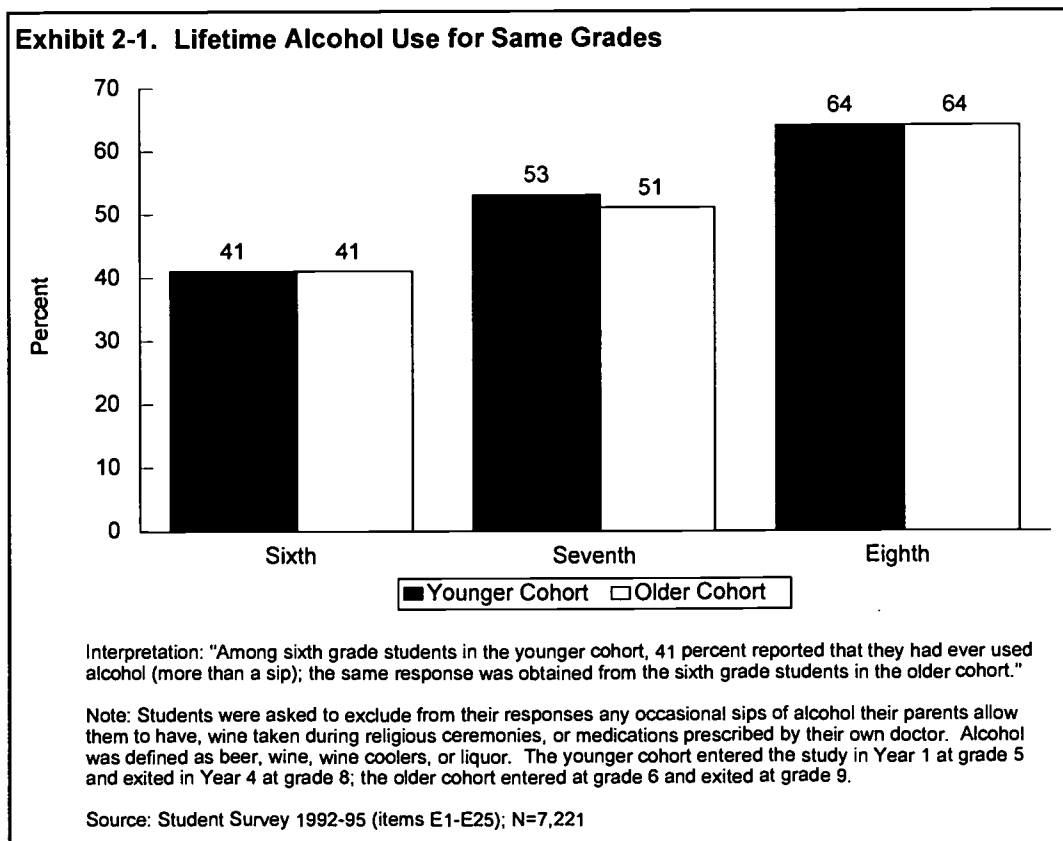 Exhibit 2-1. Lifetime Alcohol Use for Same Grades
70
60
50
40
30
20
10
0
Percent
41
41
53
51
64
64
Sixth
Seventh
Eighth
Younger Cohort
Older Cohort
Interpretation: "Among sixth grade students in the younger cohort, 41 percent reported that they had ever used
alcohol (more than a sip); the same response was obtained from the sixth grade students in the older cohort."
Note: Students were asked to exclude from their responses any occasional sips of alcohol their parents allow
them to have, wine taken during religious ceremonies, or medications prescribed by their own doctor. Alcohol
was defined as beer, wine, wine coolers, or liquor. The younger cohort entered the study in Year 1 at grade 5
and exited in Year 4 at grade 8; the older cohort entered at grade 6 and exited at grade 9.
Source: Student Survey 1992-95 (items E1-E25); N=7,221